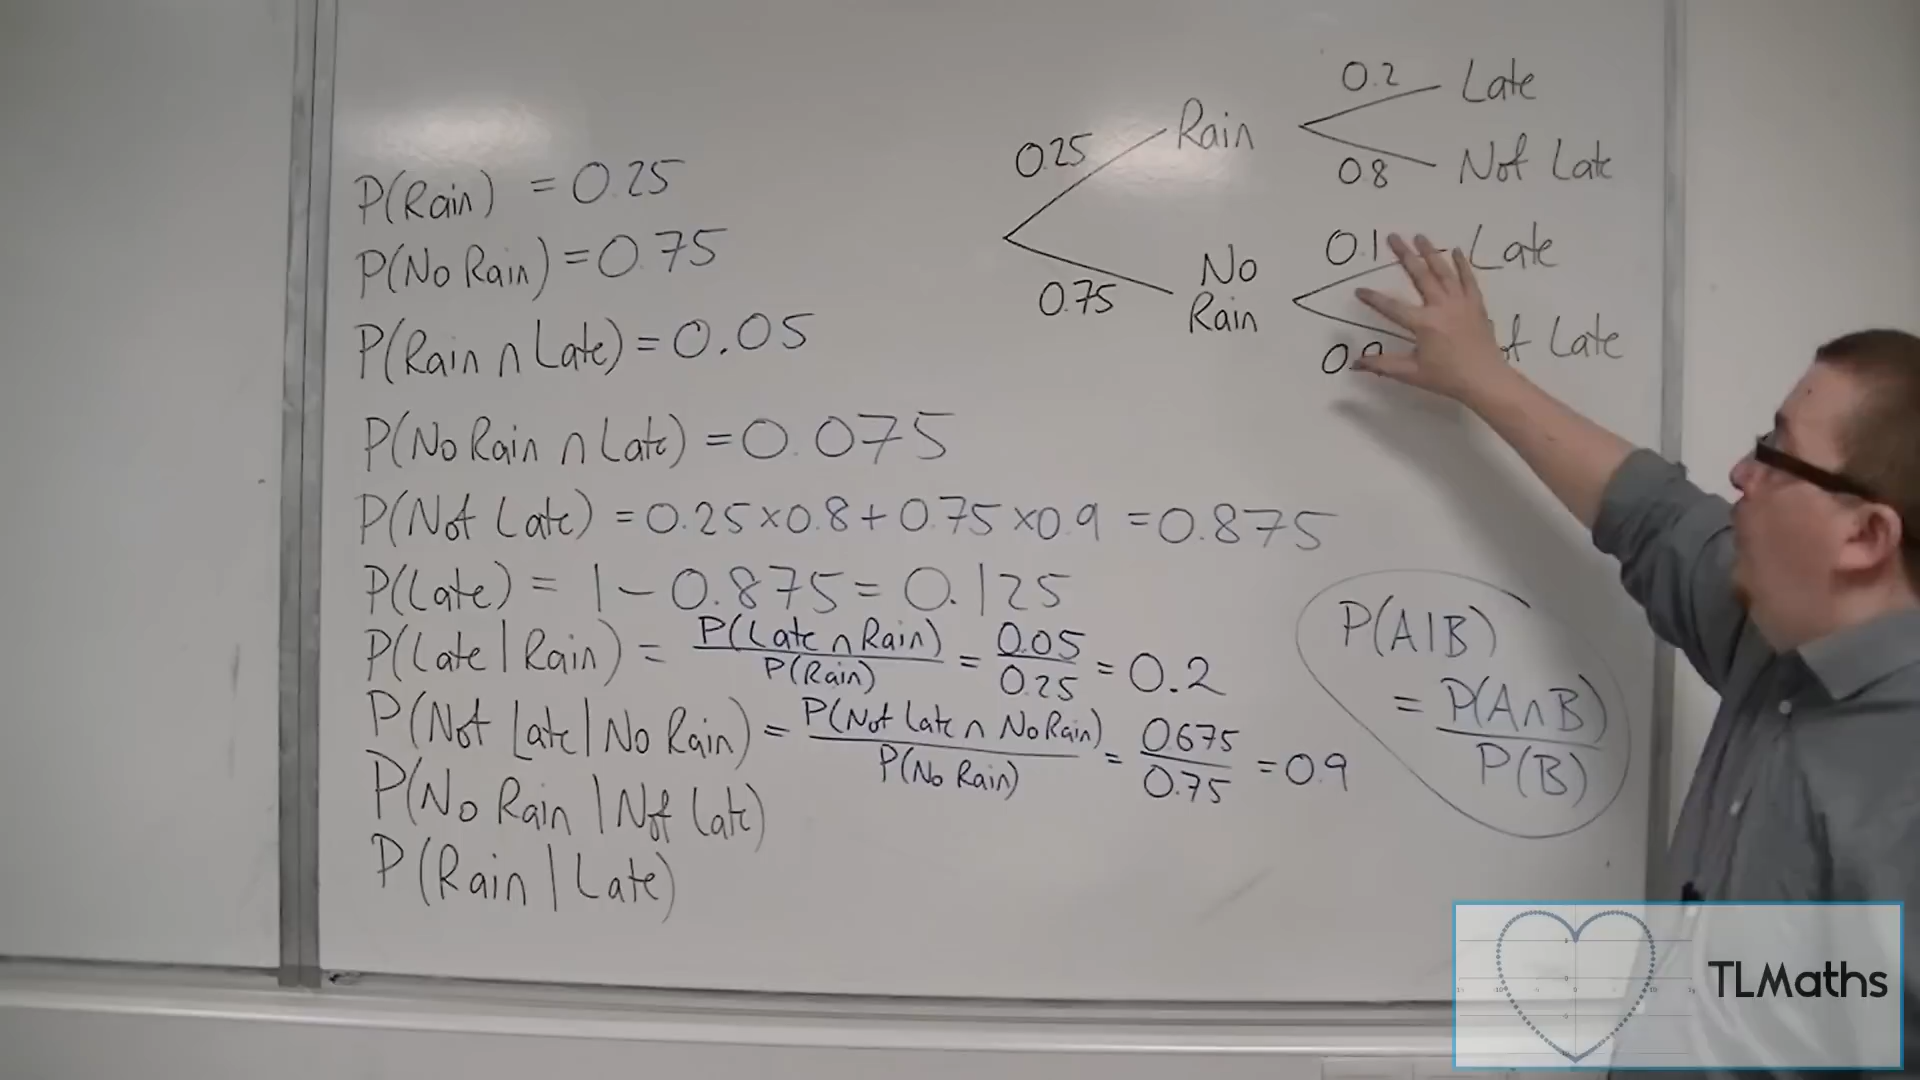 P(Rain) = 0.25
P(No Rain) = 0.75
P(Rain ∩ Late) = 0.05
P(No Rain ∩ Late) = 0.075
P(Not Late) = 0.25 × 0.8 + 0.75 × 0.9 = 0.875
P(Late) = 1 − 0.875 = 0.125
P(Late | Rain) = P(Late ∩ Rain) / P(Rain) = 0.05 / 0.25 = 0.2
P(Not Late | No Rain) = P(Not Late ∩ No Rain) / P(No Rain) = 0.675 / 0.75 = 0.9
P(No Rain | Not Late)
P(Rain | Late)
0.25
Rain
0.75
No
Rain
0.2
Late
0.8
Not Late
0.1
Late
Late
P(A|B)
= P(A∩B) / P(B)
TLMaths